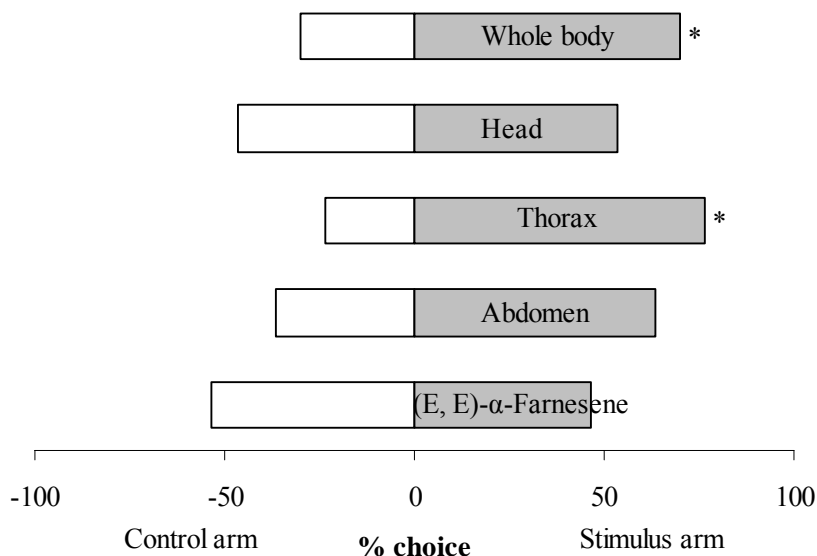 Whole body *
Head
Thorax *
Abdomen
(E, E)-α-Farnesene
-100 -50 0 50 100
Control arm % choice Stimulus arm